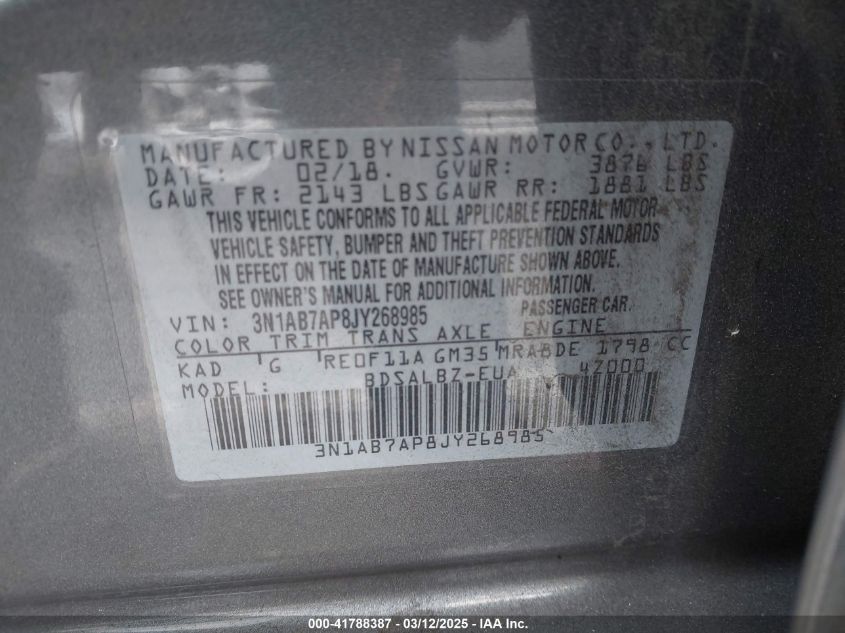 MANUFACTURED BY NISSAN MOTOR CO., LTD.
DATE: 02/18. GVWR: 3876 LBS
GAWR FR: 2143 LBS GAWR RR: 1881 LBS
THIS VEHICLE CONFORMS TO ALL APPLICABLE FEDERAL MOTOR
VEHICLE SAFETY, BUMPER AND THEFT PREVENTION STANDARDS
IN EFFECT ON THE DATE OF MANUFACTURE SHOWN ABOVE.
SEE OWNER'S MANUAL FOR ADDITIONAL INFORMATION.
VIN: 3N1AB7AP8JY268985 PASSENGER CAR.
COLOR TRIM TRANS AXLE ENGINE
KAD G RE0F11A GM35 MRA8DE 1798 CC
MODEL: BDSALBZ-EUA 47000
3N1AB7AP8JY268985
000-41788387 - 03/12/2025 - IAAI.com